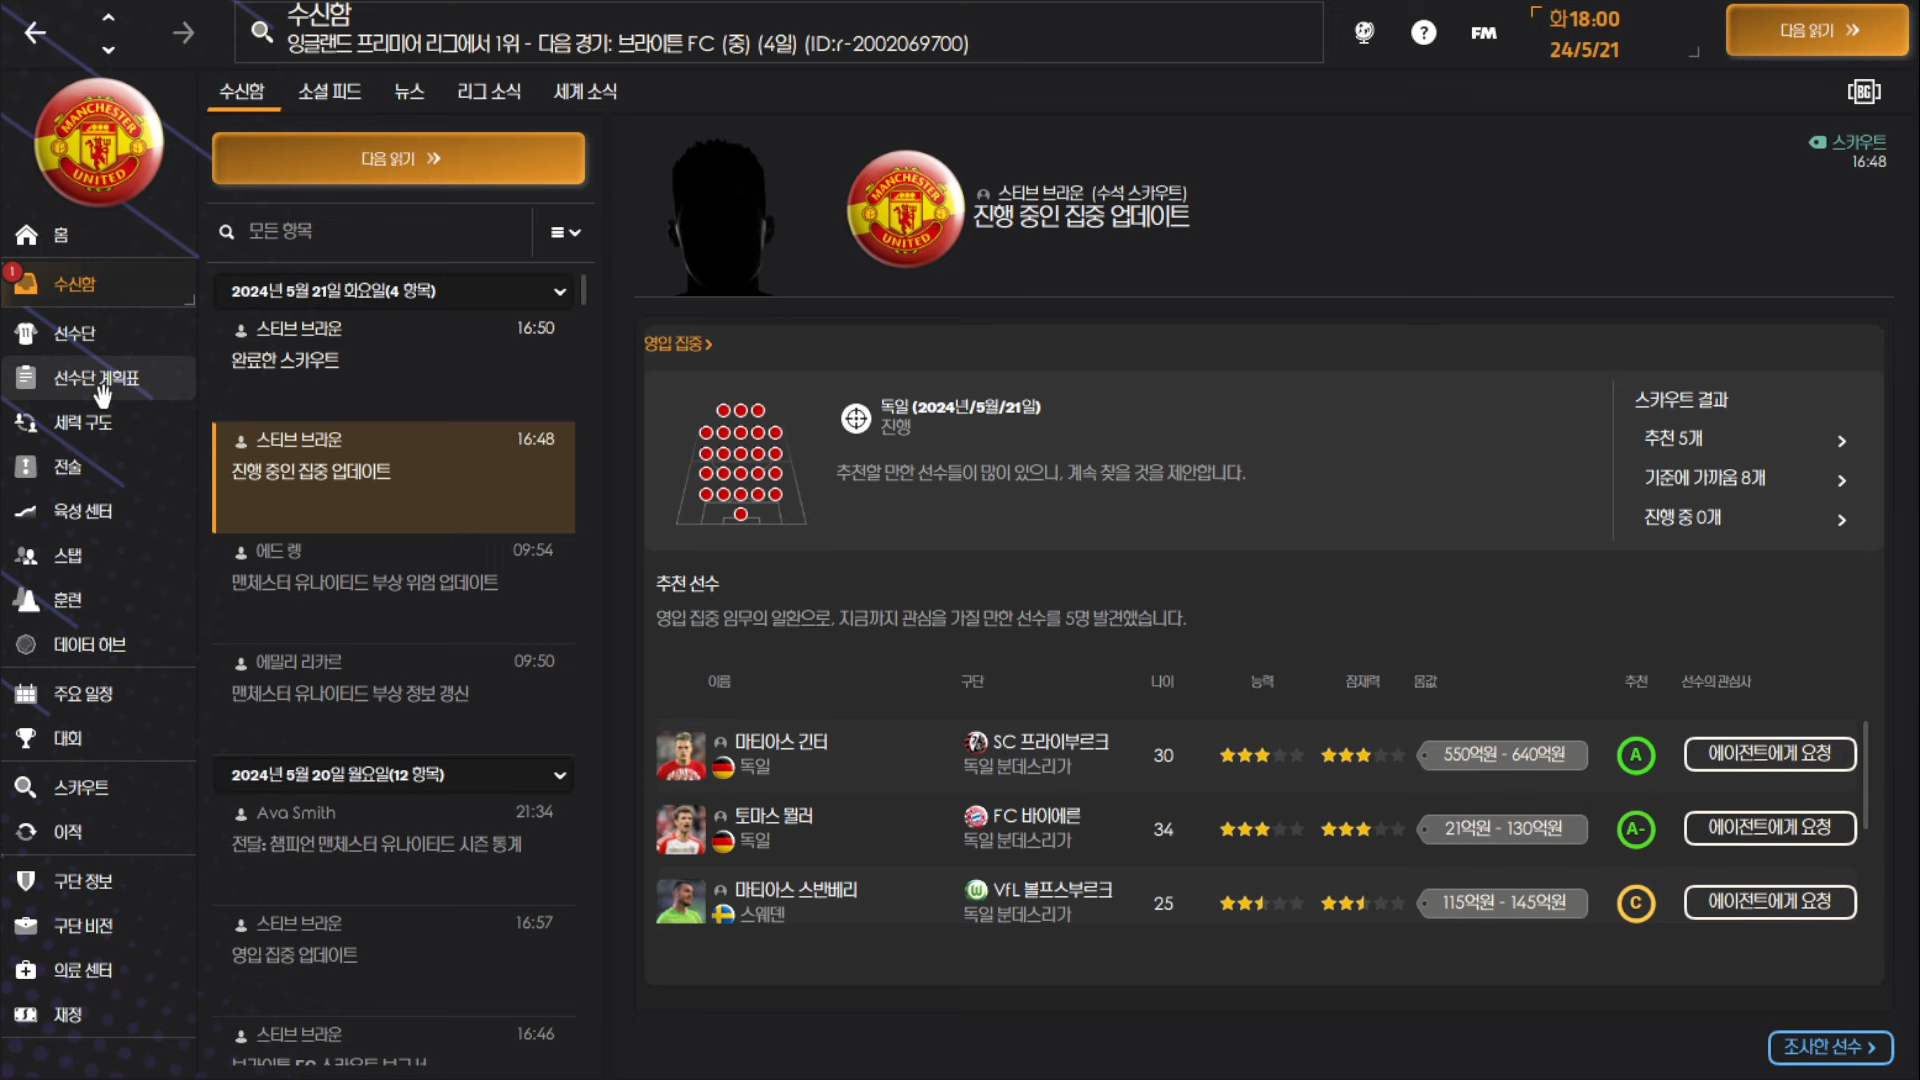 수신함
잉글랜드 프리미어 리그에서 1위 - 다음 경기: 브라이튼 FC (중) (4일) (ID:r-2002069700)
?
FM
화18:00
24/5/21
다음 읽기
MANCHESTER
UNITED
수신함
소셜 피드
뉴스
리그 소식
세계 소식
BG
홈
1
수신함
선수단
선수단 계획표
세력 구도
전술
육성 센터
스탭
훈련
데이터 허브
주요 일정
대회
스카우트
이적
구단 정보
구단 비전
의료 센터
재정
다음 읽기
모든 항목
2024년 5월 21일 화요일(4 항목)
스티브 브라운 16:50
완료한 스카우트
스티브 브라운 16:48
진행 중인 집중 업데이트
에드 렝 09:54
맨체스터 유나이티드 부상 위험 업데이트
에밀리 리카르 09:50
맨체스터 유나이티드 부상 정보 갱신
2024년 5월 20일 월요일(12 항목)
Ava Smith 21:34
전달: 챔피언 맨체스터 유나이티드 시즌 통계
스티브 브라운 16:57
영입 집중 업데이트
스티브 브라운 16:46
브라이튼 FC 스카우트 보고서
MANCHESTER
UNITED
스티브 브라운 (수석 스카우트)
진행 중인 집중 업데이트
스카우트
16:48
영입 집중
독일 (2024년/5월/21일)
진행
추천할 만한 선수들이 많이 있으니, 계속 찾을 것을 제안합니다.
스카우트 결과
추천 5개
기준에 가까움 8개
진행 중 0개
추천 선수
영입 집중 임무의 일환으로, 지금까지 관심을 가질 만한 선수를 5명 발견했습니다.
이름 구단 나이 능력 잠재력 몸값 추천 선수의 관심사
마티아스 긴터 SC 프라이부르크 30 550억원 - 640억원 A 에이전트에게 요청
독일 독일 분데스리가
토마스 뮐러 FC 바이에른 34 21억원 - 130억원 A- 에이전트에게 요청
독일 독일 분데스리가
마티아스 스반베리 VfL 볼프스부르크 25 115억원 - 145억원 C 에이전트에게 요청
스웨덴 독일 분데스리가
조사한 선수